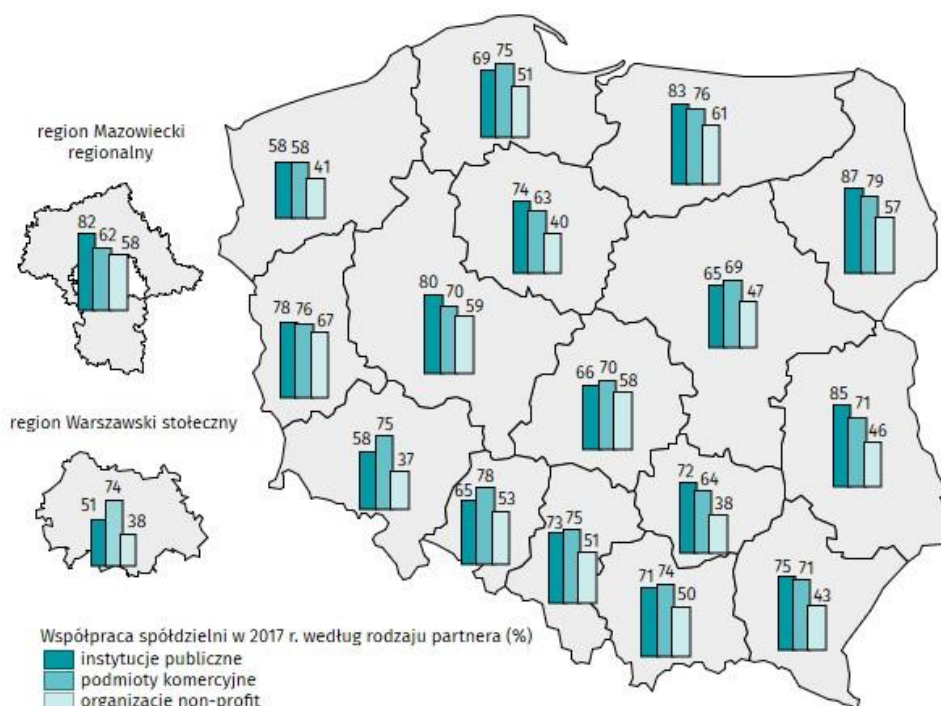 69 75 51
83 76 61
region Mazowiecki
regionalny
58 58 41
74 63 40
87 79 57
82 62 58
80 70 59
65 69 47
78 76 67
66 70 58
region Warszawski stołeczny
85 71 46
58 75 37
51 74 38
65 78 53
72 64 38
73 75 51
71 74 50
75 71 43
Współpraca spółdzielni w 2017 r. według rodzaju partnera (%)
instytucje publiczne
podmioty komercyjne
organizacje non-profit